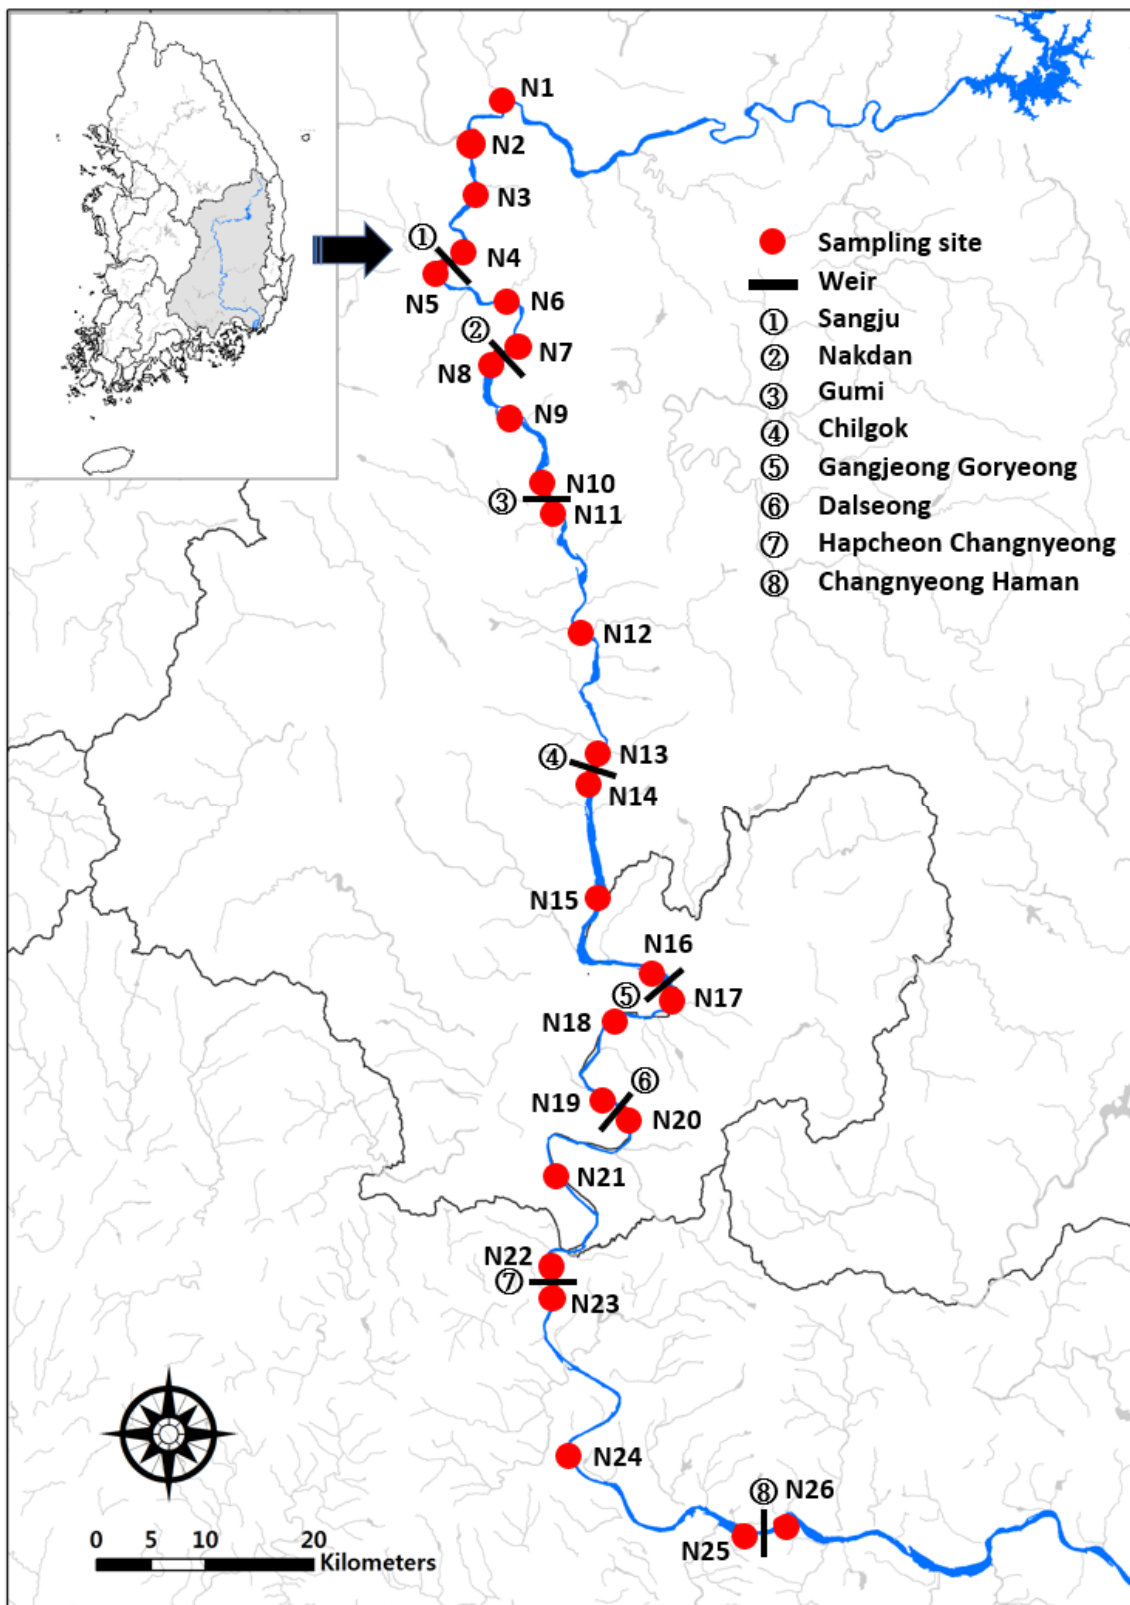 N1
N2
N3
① N4
N5 N6
② N7
N8
N9
N10
③ N11
N12
N13
④ N14
N15
N16
⑤ N17
N18
⑥
N19 N20
N21
N22
⑦ N23
N24
⑧ N26
N25
Sampling site
Weir
① Sangju
② Nakdan
③ Gumi
④ Chilgok
⑤ Gangjeong Goryeong
⑥ Dalseong
⑦ Hapcheon Changnyeong
⑧ Changnyeong Haman
0 5 10 20
Kilometers